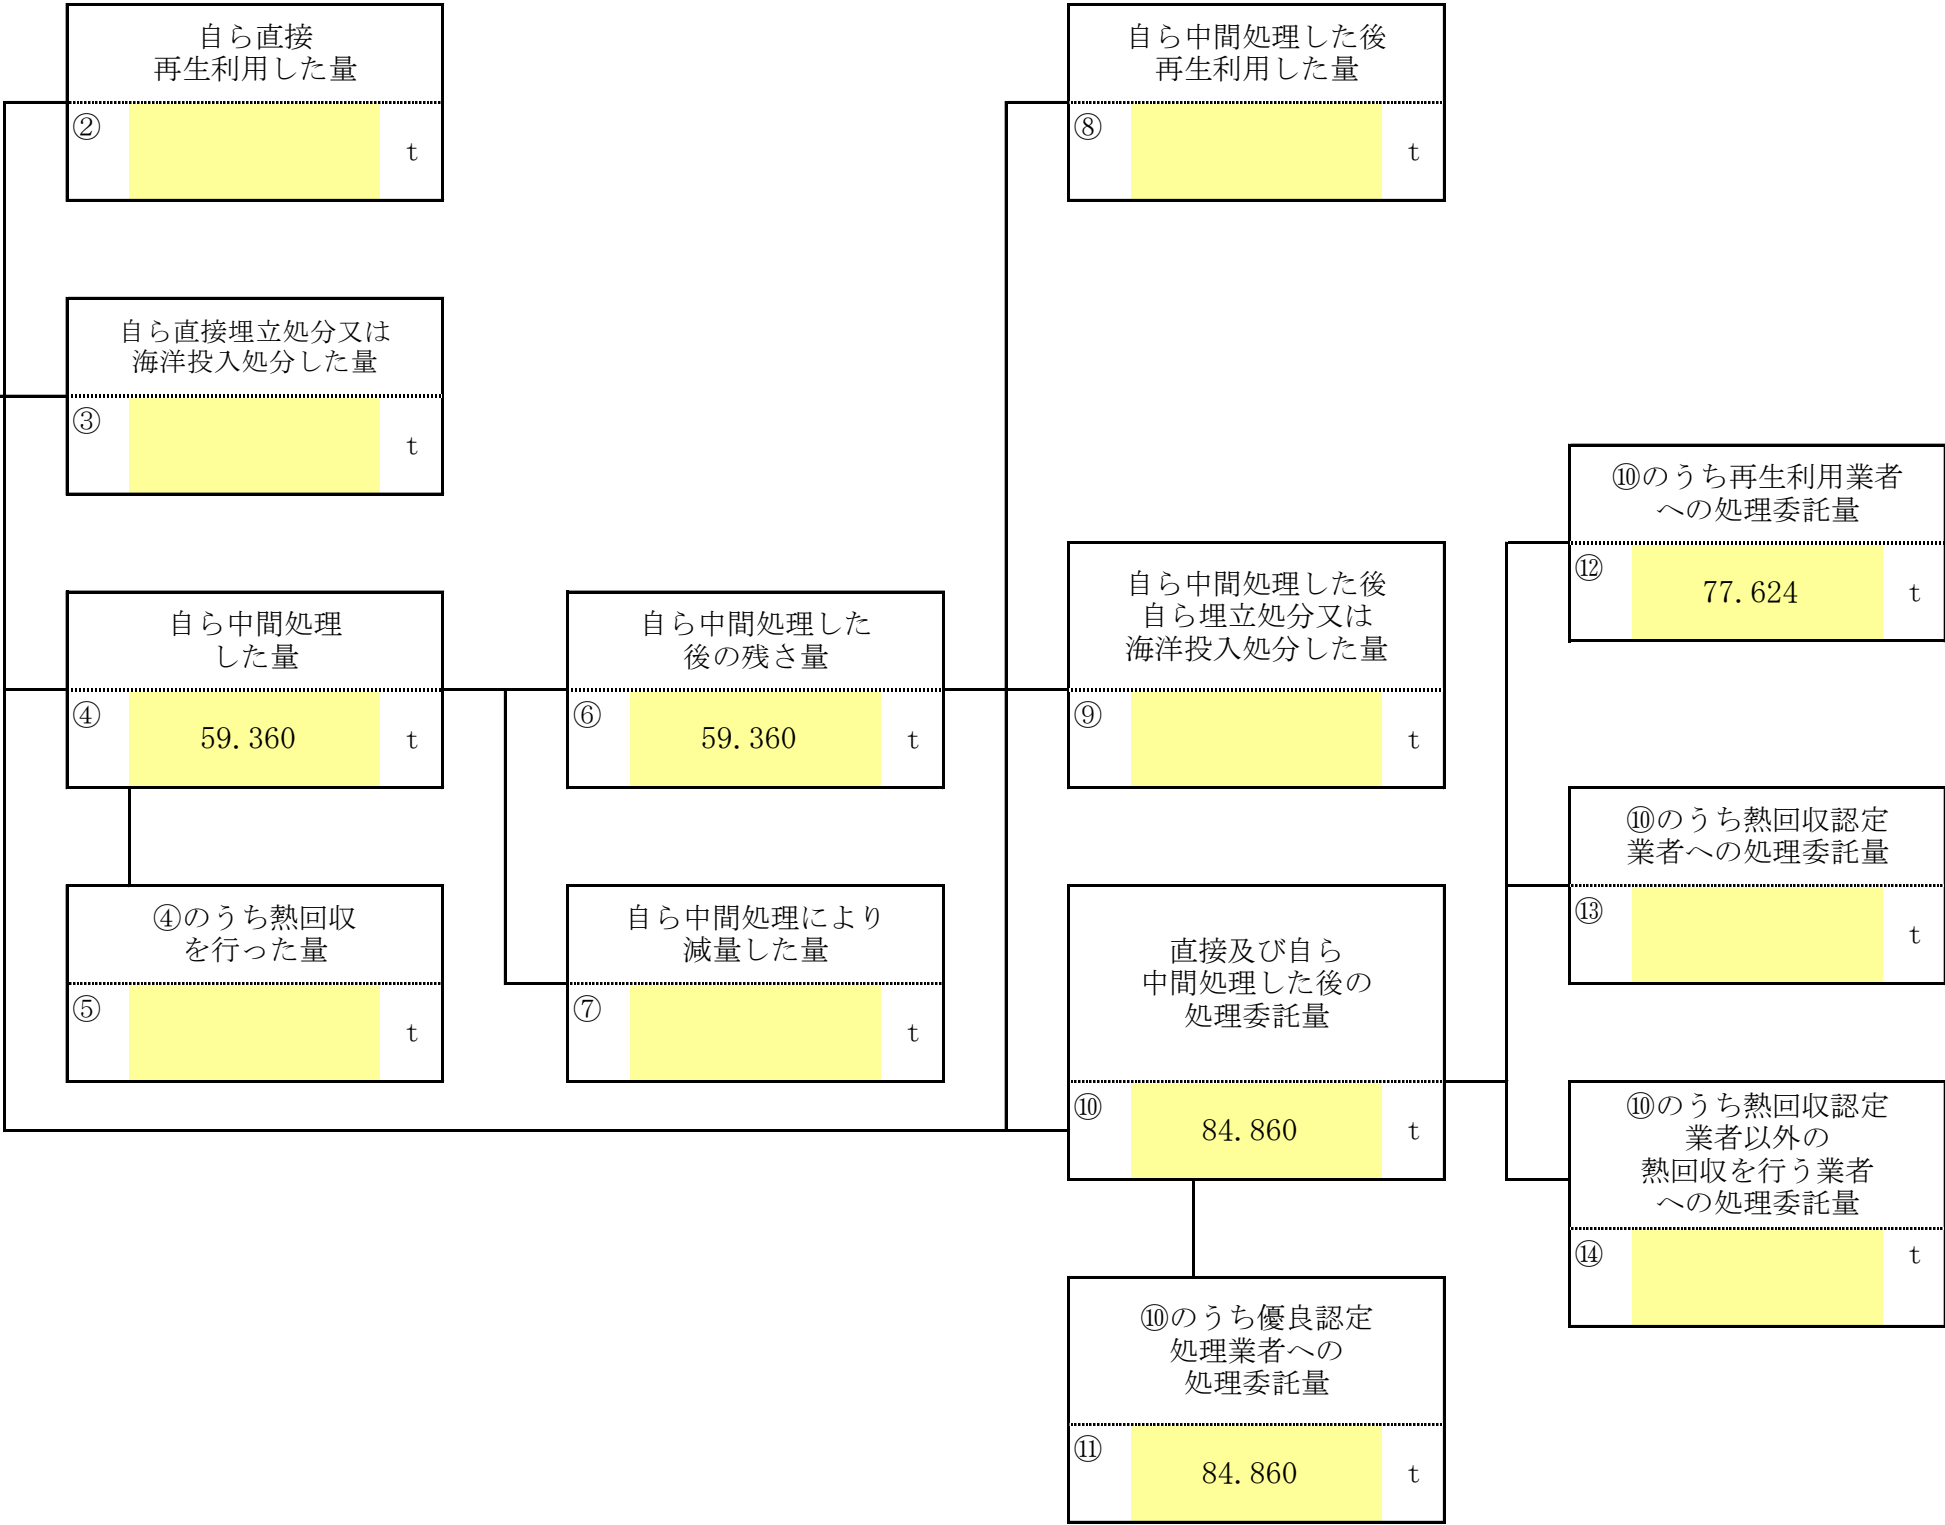 自ら直接
再生利用した量
②
t
自ら中間処理した後
再生利用した量
⑧
t
自ら直接埋立処分又は
海洋投入処分した量
③
t
⑩のうち再生利用業者
への処理委託量
⑫
77.624
t
自ら中間処理
した量
④
59.360
t
自ら中間処理した
後の残さ量
⑥
59.360
t
自ら中間処理した後
自ら埋立処分又は
海洋投入処分した量
⑨
t
⑩のうち熱回収認定
業者への処理委託量
⑬
t
④のうち熱回収
を行った量
⑤
t
自ら中間処理により
減量した量
⑦
t
直接及び自ら
中間処理した後の
処理委託量
⑩
84.860
t
⑩のうち熱回収認定
業者以外の
熱回収を行う業者
への処理委託量
⑭
t
⑩のうち優良認定
処理業者への
処理委託量
⑪
84.860
t